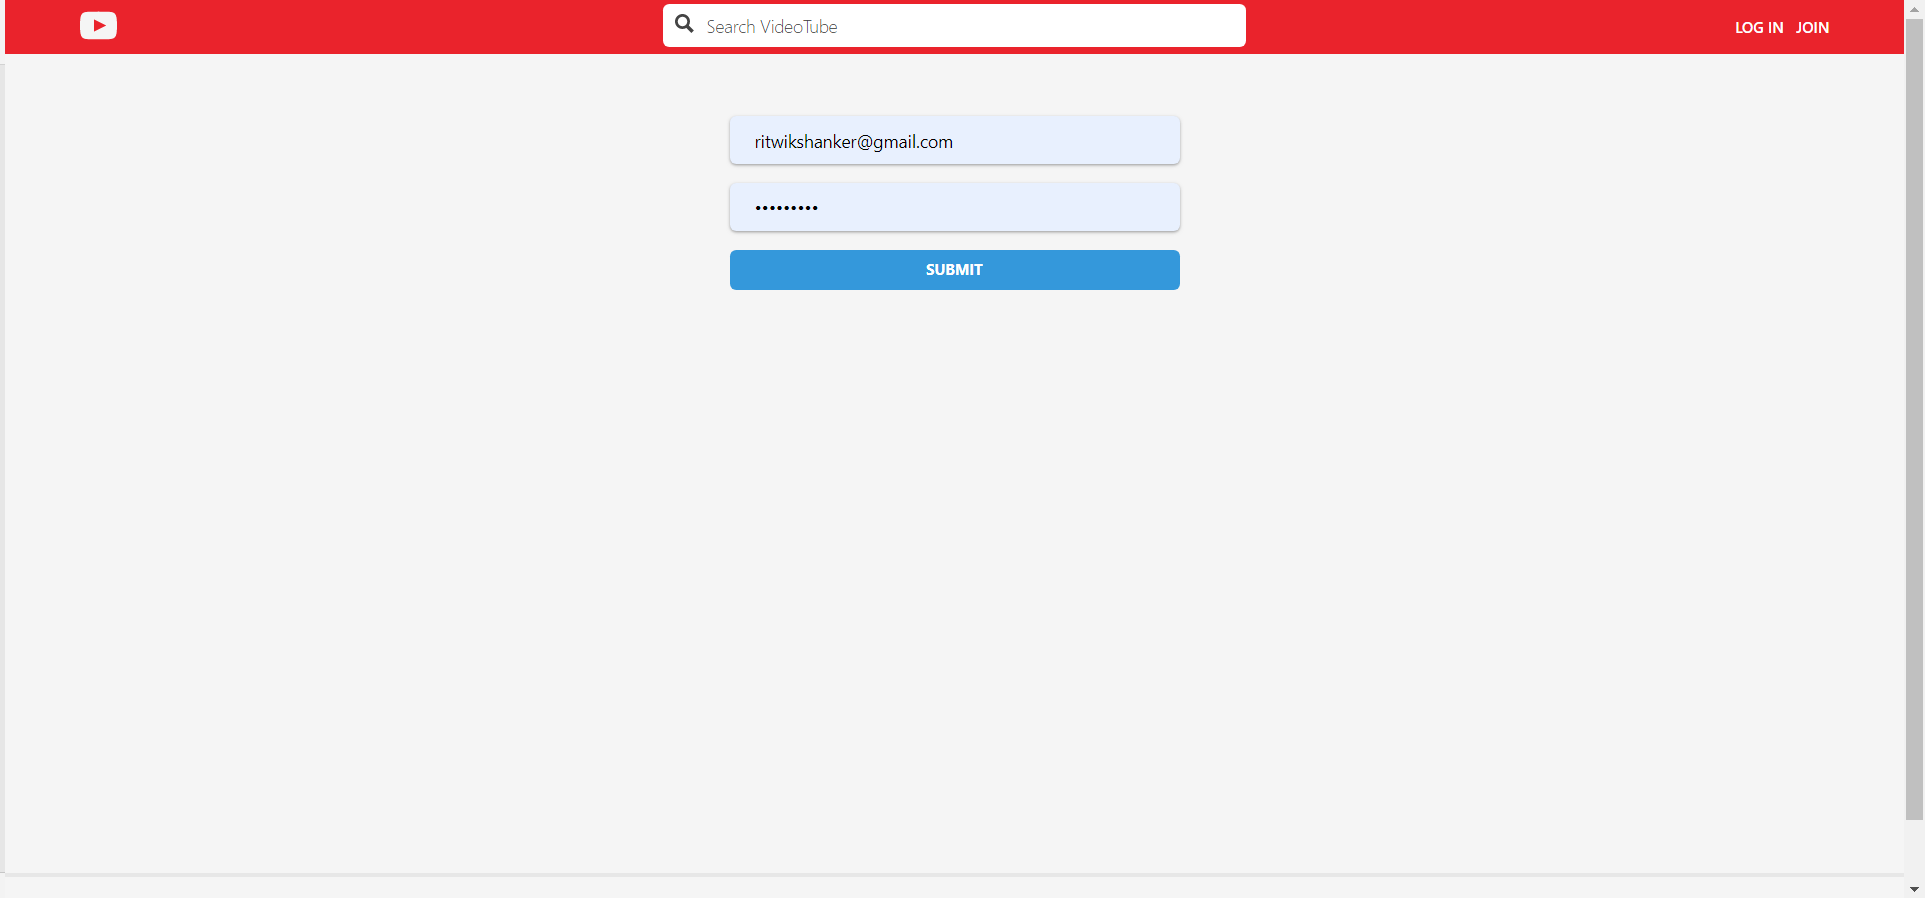 Search VideoTube
LOG IN JOIN
ritwikshanker@gmail.com
•••••••••
SUBMIT